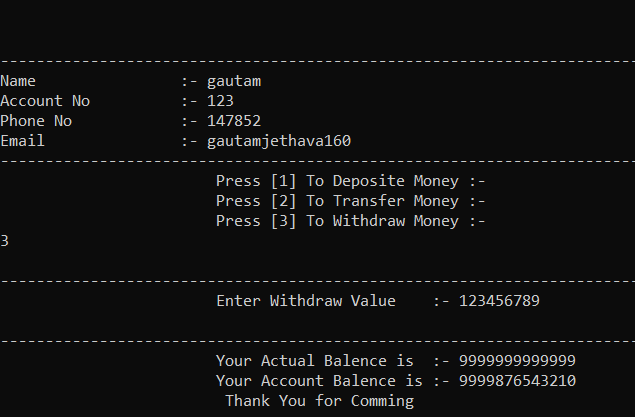 -----------------------------------------------------------------------
Name                :- gautam
Account No          :- 123
Phone No            :- 147852
Email               :- gautamjethava160
-----------------------------------------------------------------------
                        Press [1] To Deposite Money :-
                        Press [2] To Transfer Money :-
                        Press [3] To Withdraw Money :-
3
-----------------------------------------------------------------------
                        Enter Withdraw Value    :- 123456789
-----------------------------------------------------------------------
                        Your Actual Balence is  :- 9999999999999
                        Your Account Balence is :- 9999876543210
                         Thank You for Comming